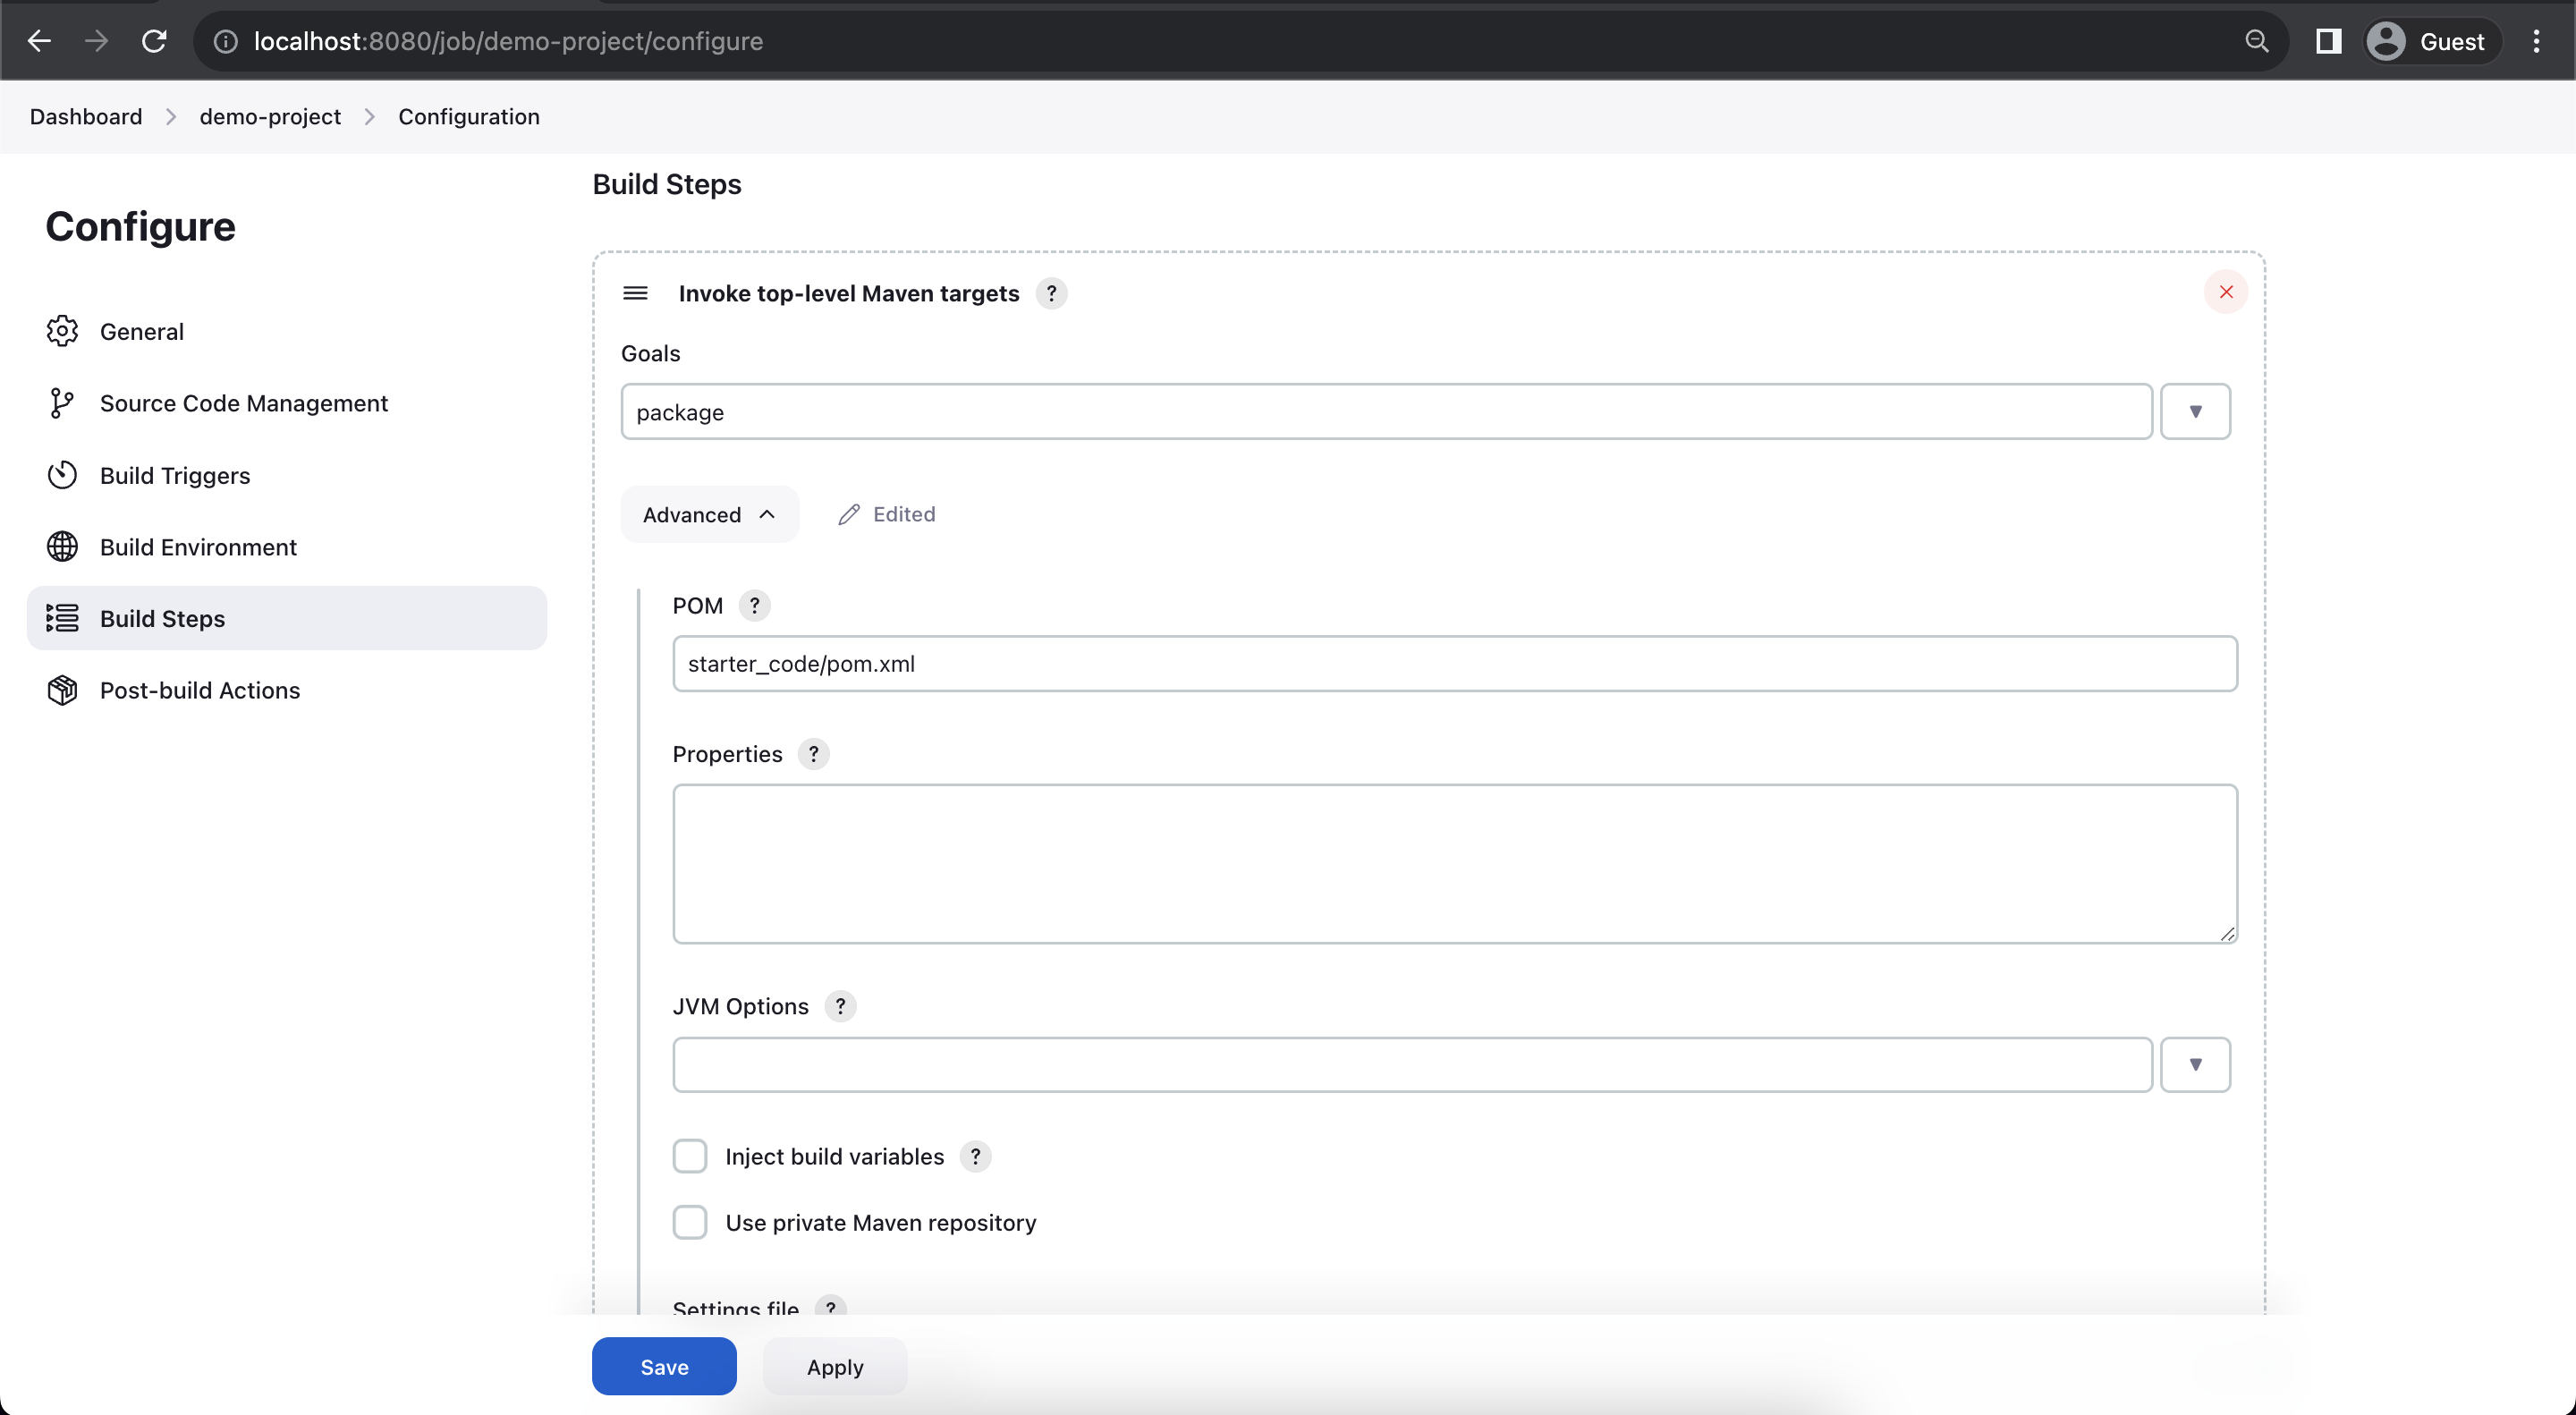 localhost:8080/job/demo-project/configure
Guest
Dashboard > demo-project > Configuration
Configure
General
Source Code Management
Build Triggers
Build Environment
Build Steps
Post-build Actions
Build Steps
Invoke top-level Maven targets ?
Goals
package
Advanced
Edited
POM ?
starter_code/pom.xml
Properties ?
JVM Options ?
Inject build variables ?
Use private Maven repository
Settings file ?
Save
Apply